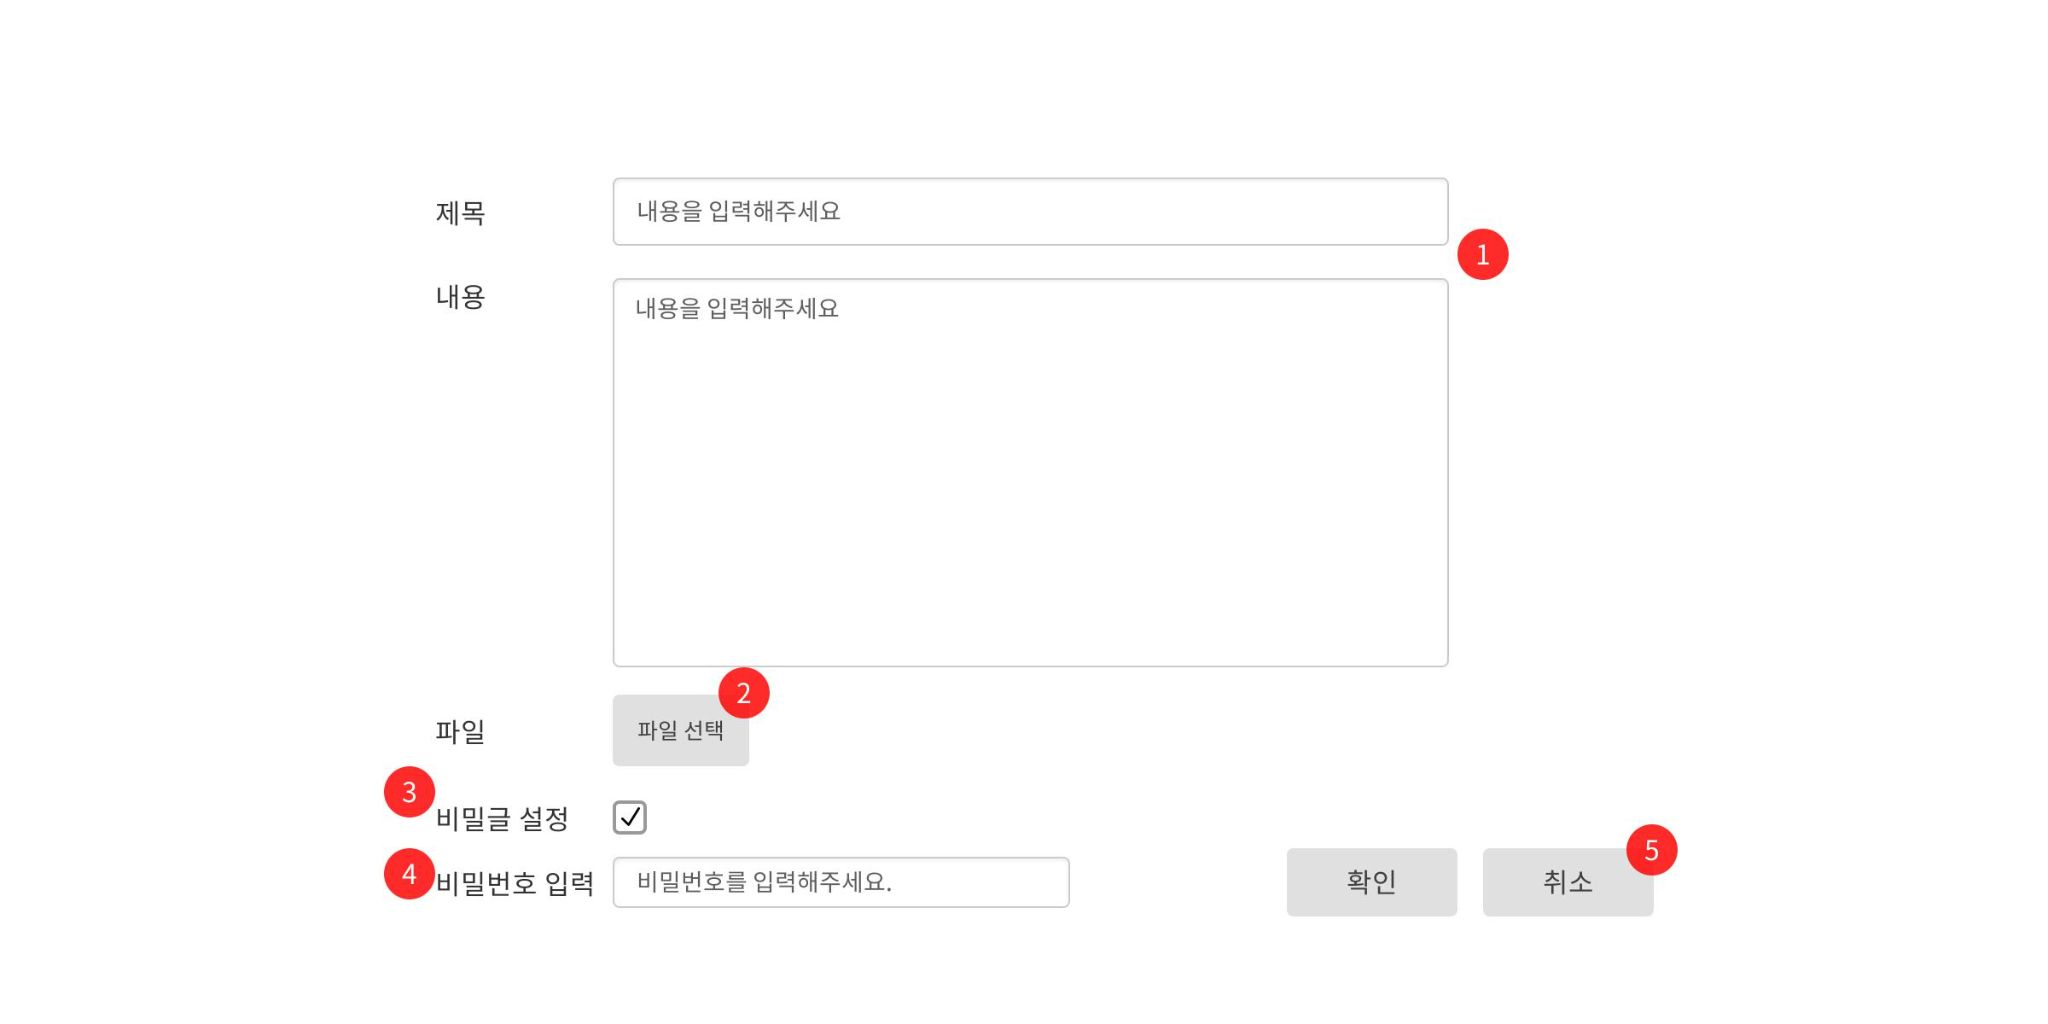 제목 내용을 입력해주세요
1
내용 내용을 입력해주세요
2
파일 파일 선택
3
비밀글 설정
4 비밀번호 입력 비밀번호를 입력해주세요. 확인 취소 5